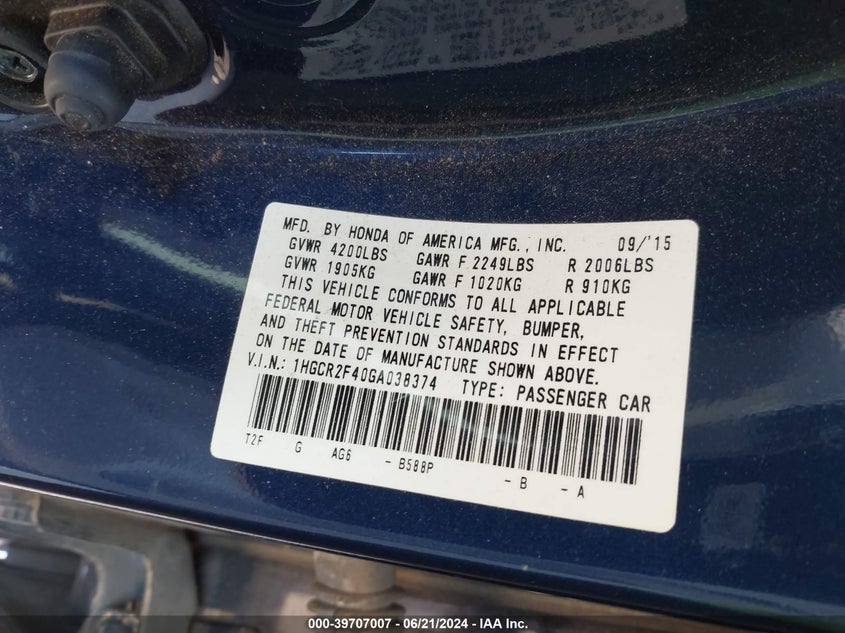 MFD. BY HONDA OF AMERICA MFG., INC. 09/'15
GVWR 4200LBS GAWR F 2249LBS R 2006LBS
GVWR 1905KG GAWR F 1020KG R 910KG
THIS VEHICLE CONFORMS TO ALL APPLICABLE
FEDERAL MOTOR VEHICLE SAFETY, BUMPER,
AND THEFT PREVENTION STANDARDS IN EFFECT
ON THE DATE OF MANUFACTURE SHOWN ABOVE.
V.I.N.: 1HGCR2F40GA038374 TYPE: PASSENGER CAR
T2F G AG6 - B588P - B - A
000-39707007 - 06/21/2024 - IAA Inc.